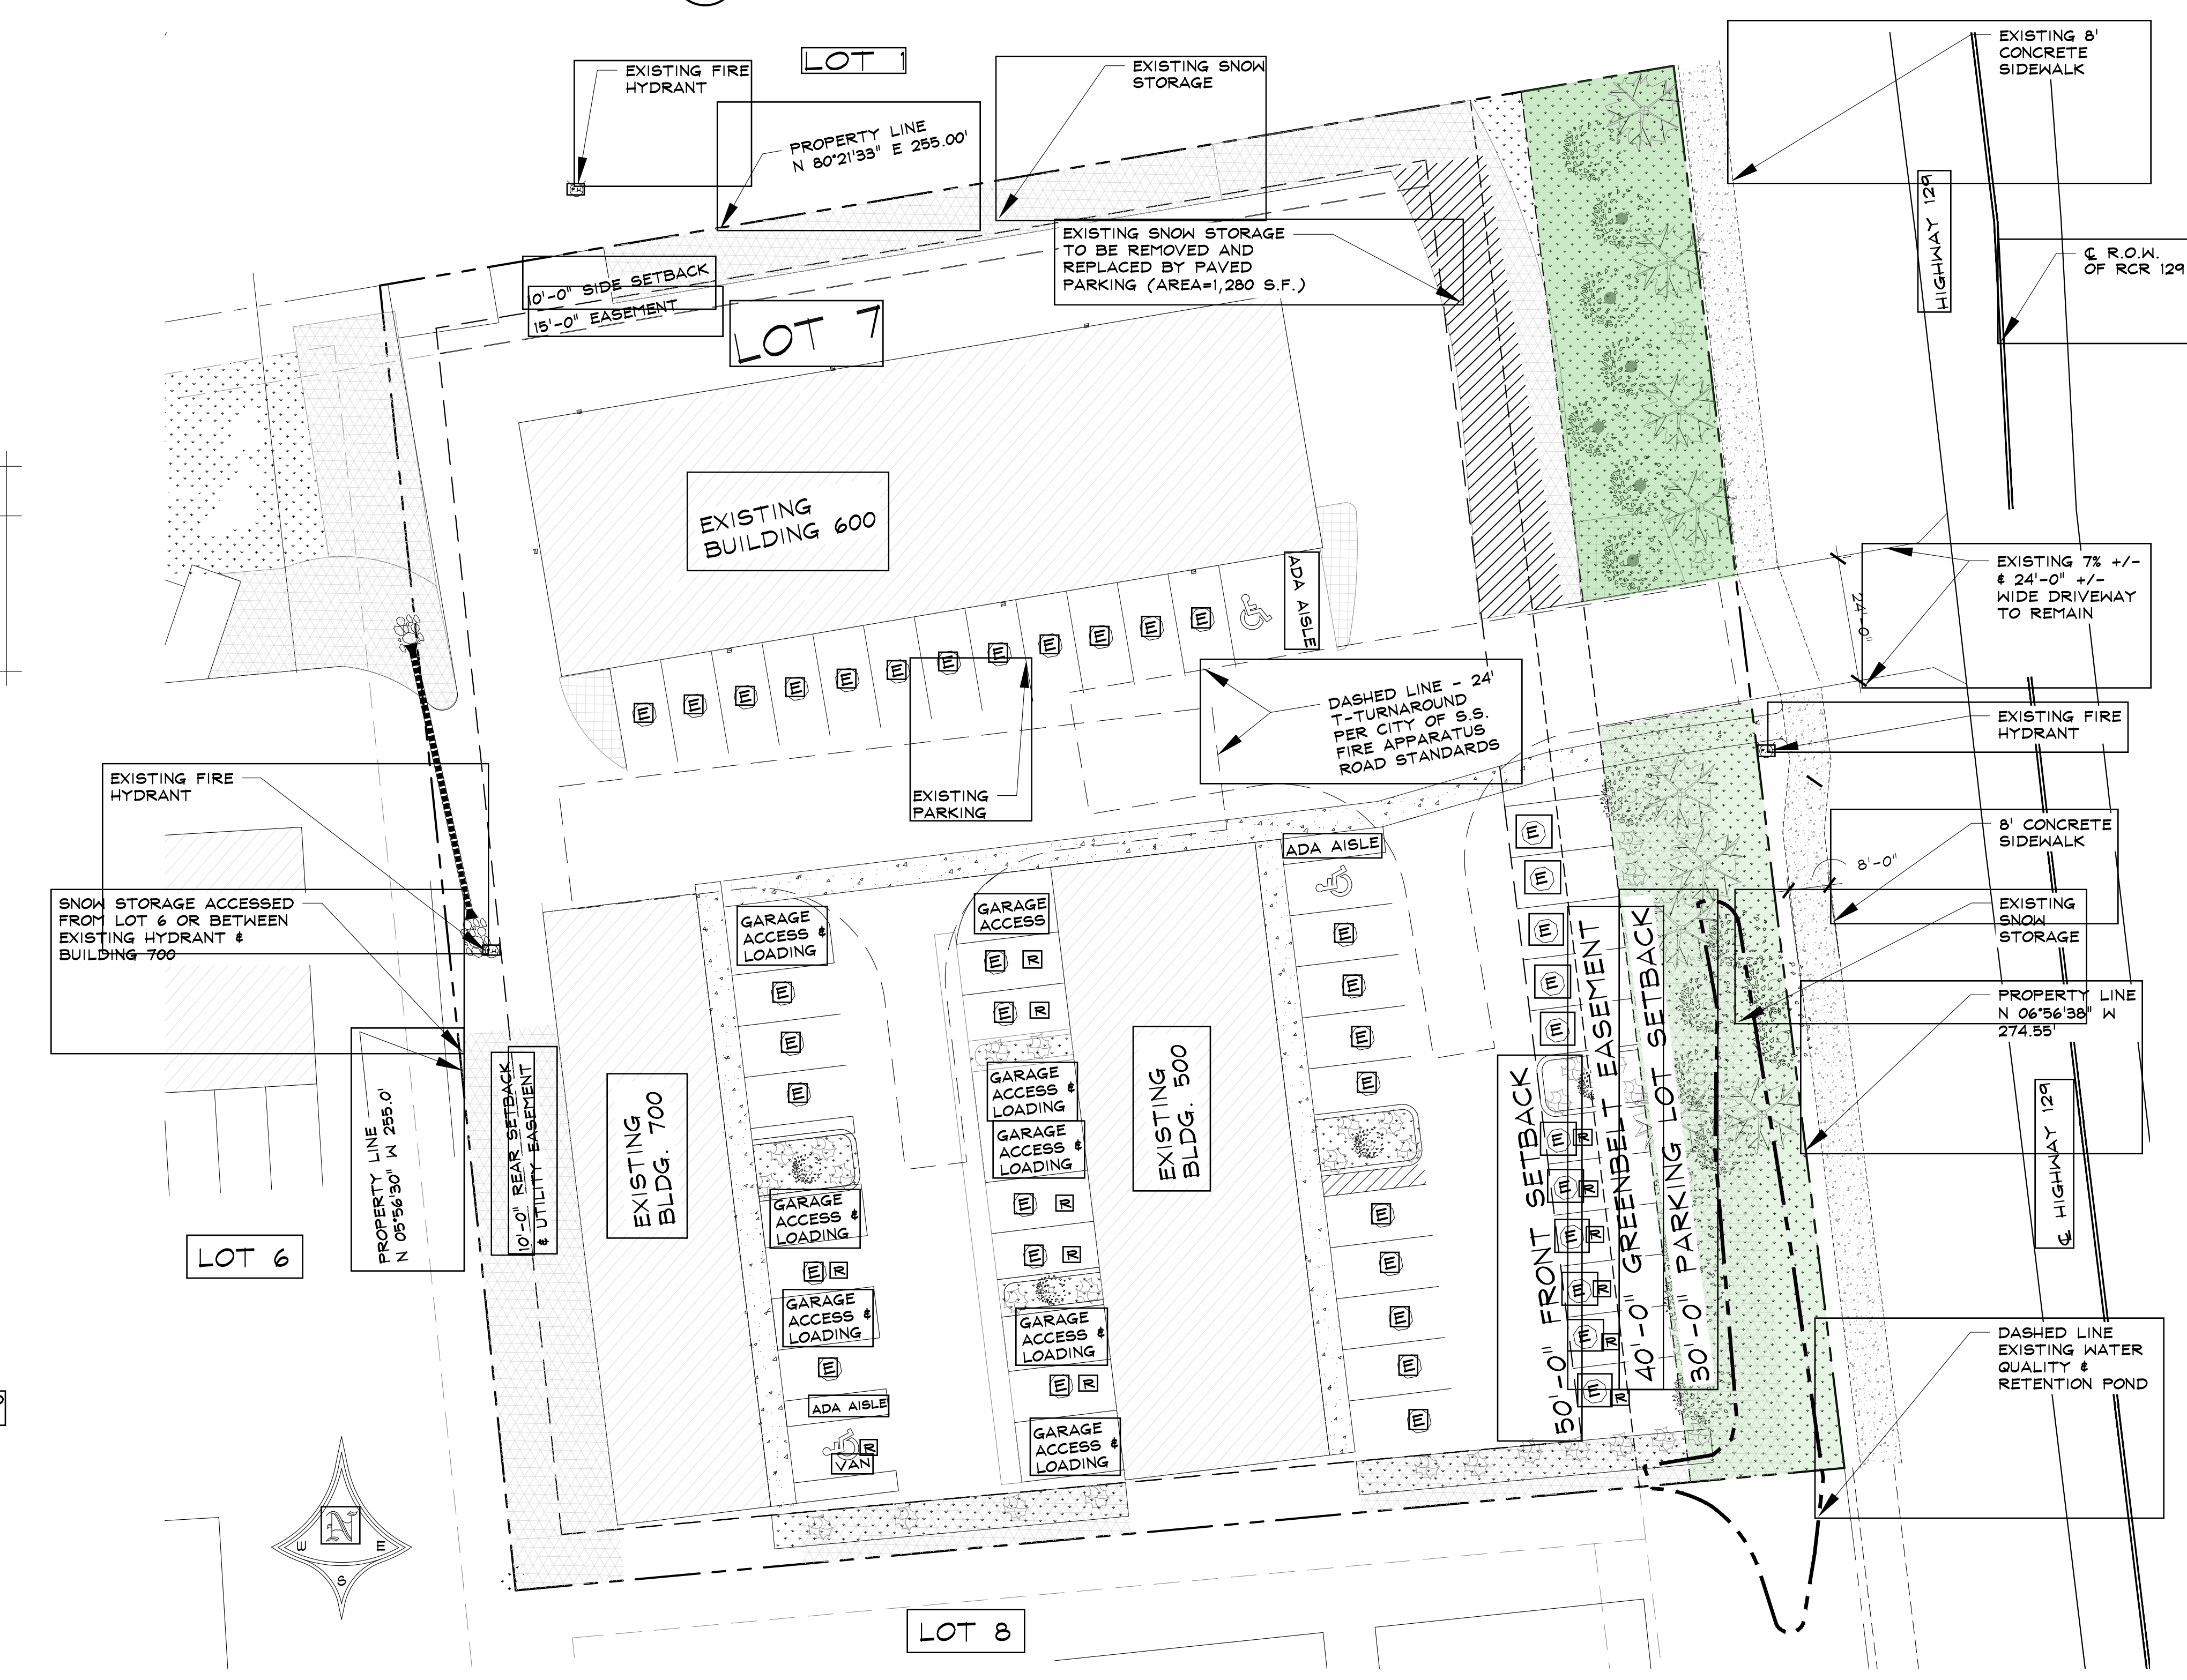 LOT 1
EXISTING FIRE
HYDRANT
PROPERTY LINE
N 80°21'33" E 255.00'
EXISTING SNOW
STORAGE
EXISTING 8'
CONCRETE
SIDEWALK
HIGHWAY 129
℄ R.O.W.
OF RCR 129
EXISTING SNOW STORAGE
TO BE REMOVED AND
REPLACED BY PAVED
PARKING (AREA=1,280 S.F.)
10'-0" SIDE SETBACK
15'-0" EASEMENT
LOT 7
EXISTING
BUILDING 600
ADA AISLE
E
E
E
E
E
E
E
E
E
E
E
E
24'-0"
EXISTING 7% +/-
& 24'-0" +/-
WIDE DRIVEWAY
TO REMAIN
DASHED LINE - 24'
T-TURNAROUND
PER CITY OF S.S.
FIRE APPARATUS
ROAD STANDARDS
EXISTING FIRE
HYDRANT
EXISTING
PARKING
EXISTING FIRE
HYDRANT
SNOW STORAGE ACCESSED
FROM LOT 6 OR BETWEEN
EXISTING HYDRANT &
BUILDING 700
8' CONCRETE
SIDEWALK
8'-0"
EXISTING
SNOW
STORAGE
PROPERTY LINE
N 06°56'38" W
274.55'
℄ HIGHWAY 129
DASHED LINE
EXISTING WATER
QUALITY &
RETENTION POND
PROPERTY LINE
N 05°56'30" W 255.0'
10'-0" REAR SETBACK
& UTILITY EASEMENT
LOT 6
EXISTING
BLDG. 700
GARAGE
ACCESS &
LOADING
E
E
E
GARAGE
ACCESS &
LOADING
E R
GARAGE
ACCESS &
LOADING
E
ADA AISLE
R
VAN
GARAGE
ACCESS
E R
E R
GARAGE
ACCESS &
LOADING
GARAGE
ACCESS &
LOADING
E R
E R
GARAGE
ACCESS &
LOADING
E R
GARAGE
ACCESS &
LOADING
EXISTING
BLDG. 500
ADA AISLE
E
E
E
E
E
E
E
E
E
E
E
E
E
E
E R
E R
E R
E R
E R
E R
50'-0" FRONT SETBACK
40'-0" GREENBELT EASEMENT
30'-0" PARKING LOT SETBACK
N
W E
S
LOT 8